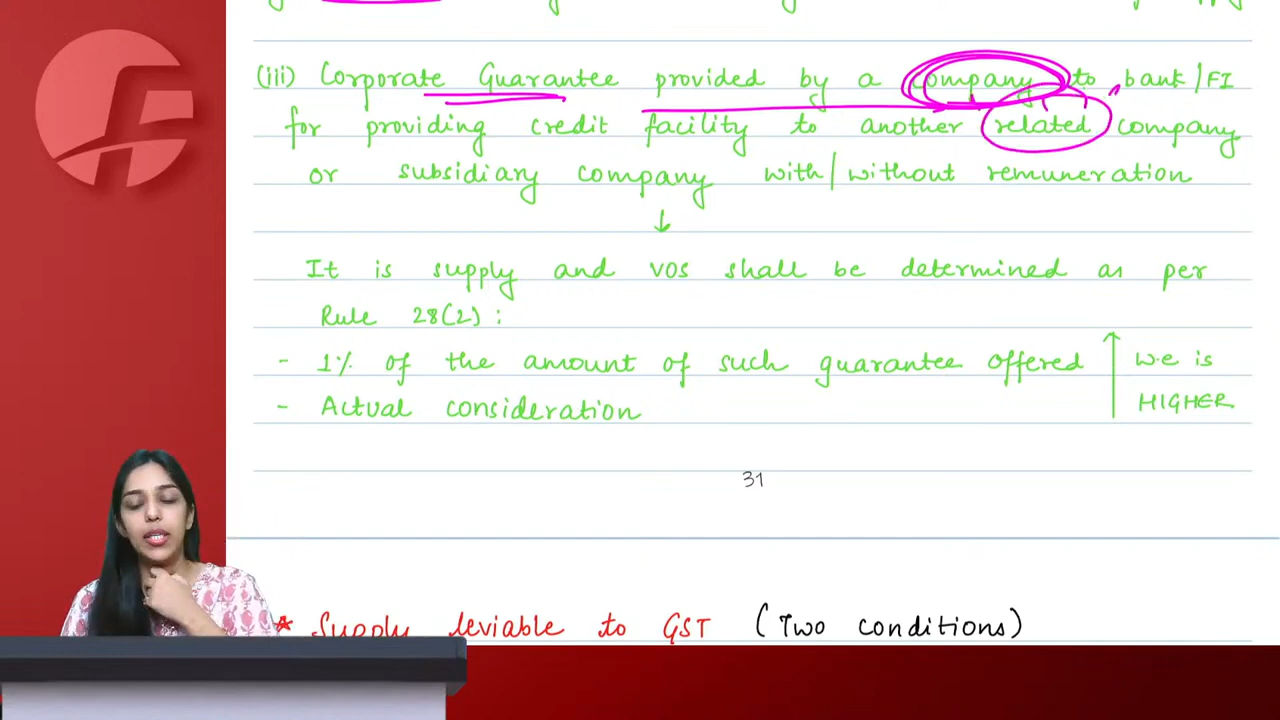 (iii) Corporate Guarantee provided by a company to bank/FI
for providing credit facility to another related company
or subsidiary company with/without remuneration
↓
It is supply and VOS shall be determined as per
Rule 28(2):
- 1% of the amount of such guarantee offered
- Actual consideration
w.e is
HIGHER
31
* Supply leviable to GST (Two conditions)